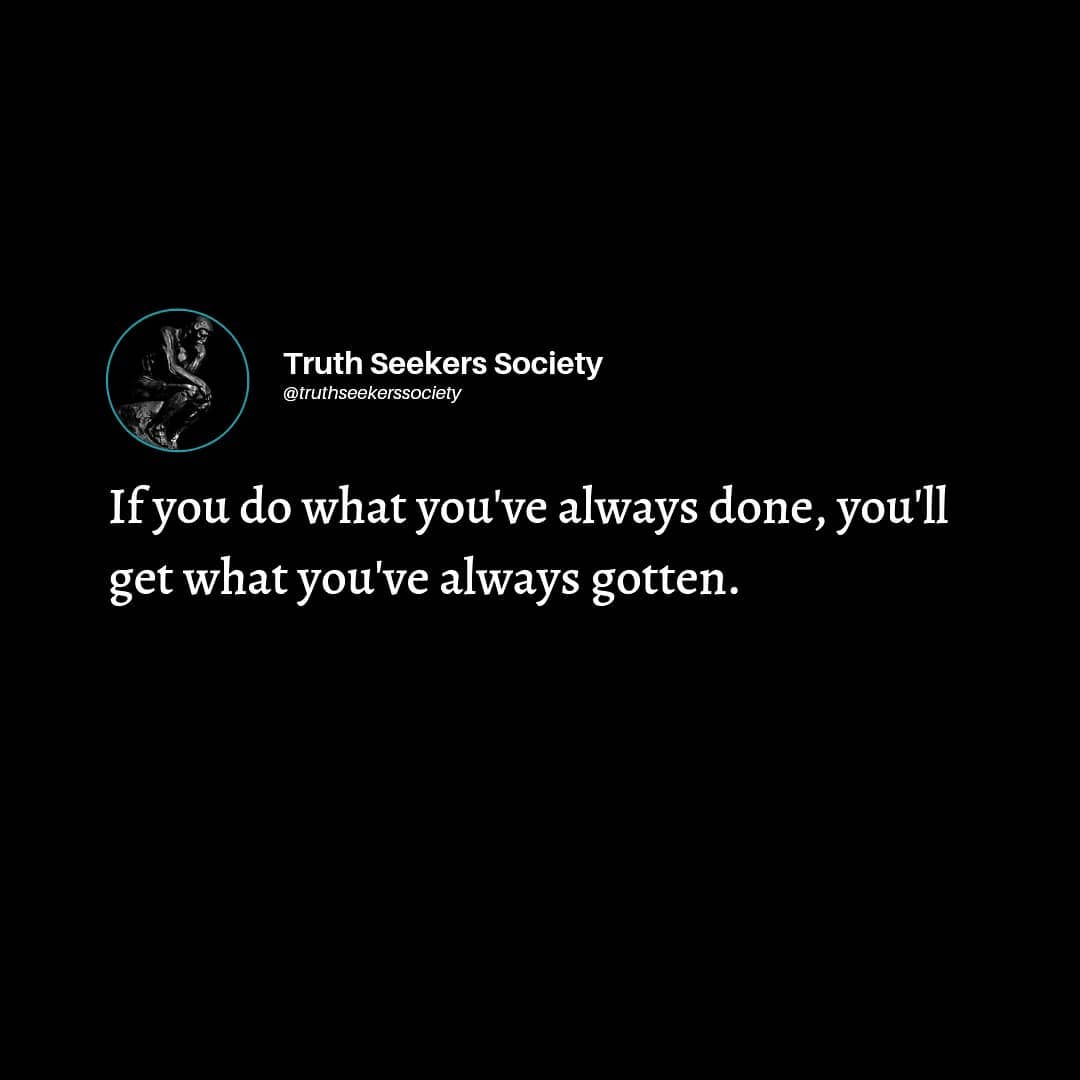 Truth Seekers Society
@truthseekerssociety
If you do what you've always done, you'll
get what you've always gotten.